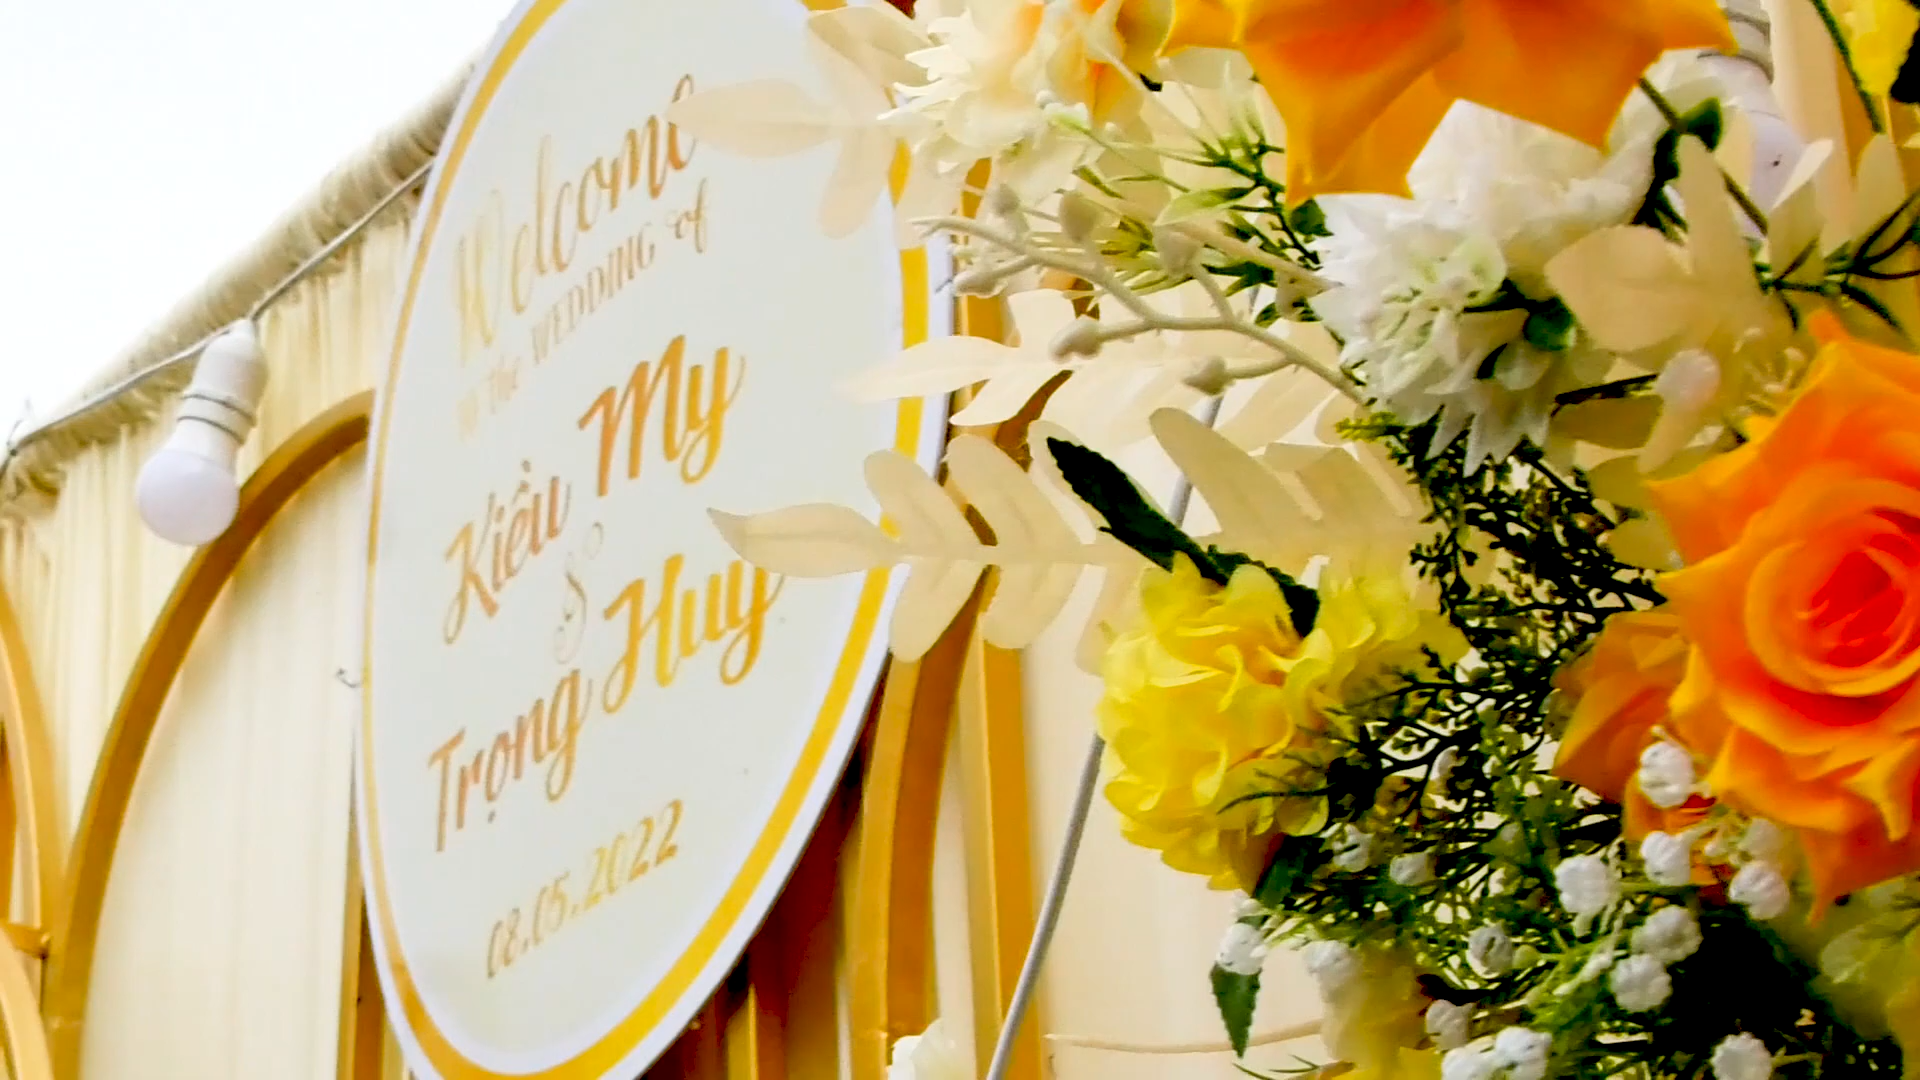 Welcome
to the WEDDING of
Kiều My
&
Trọng Huy
08.05.2022